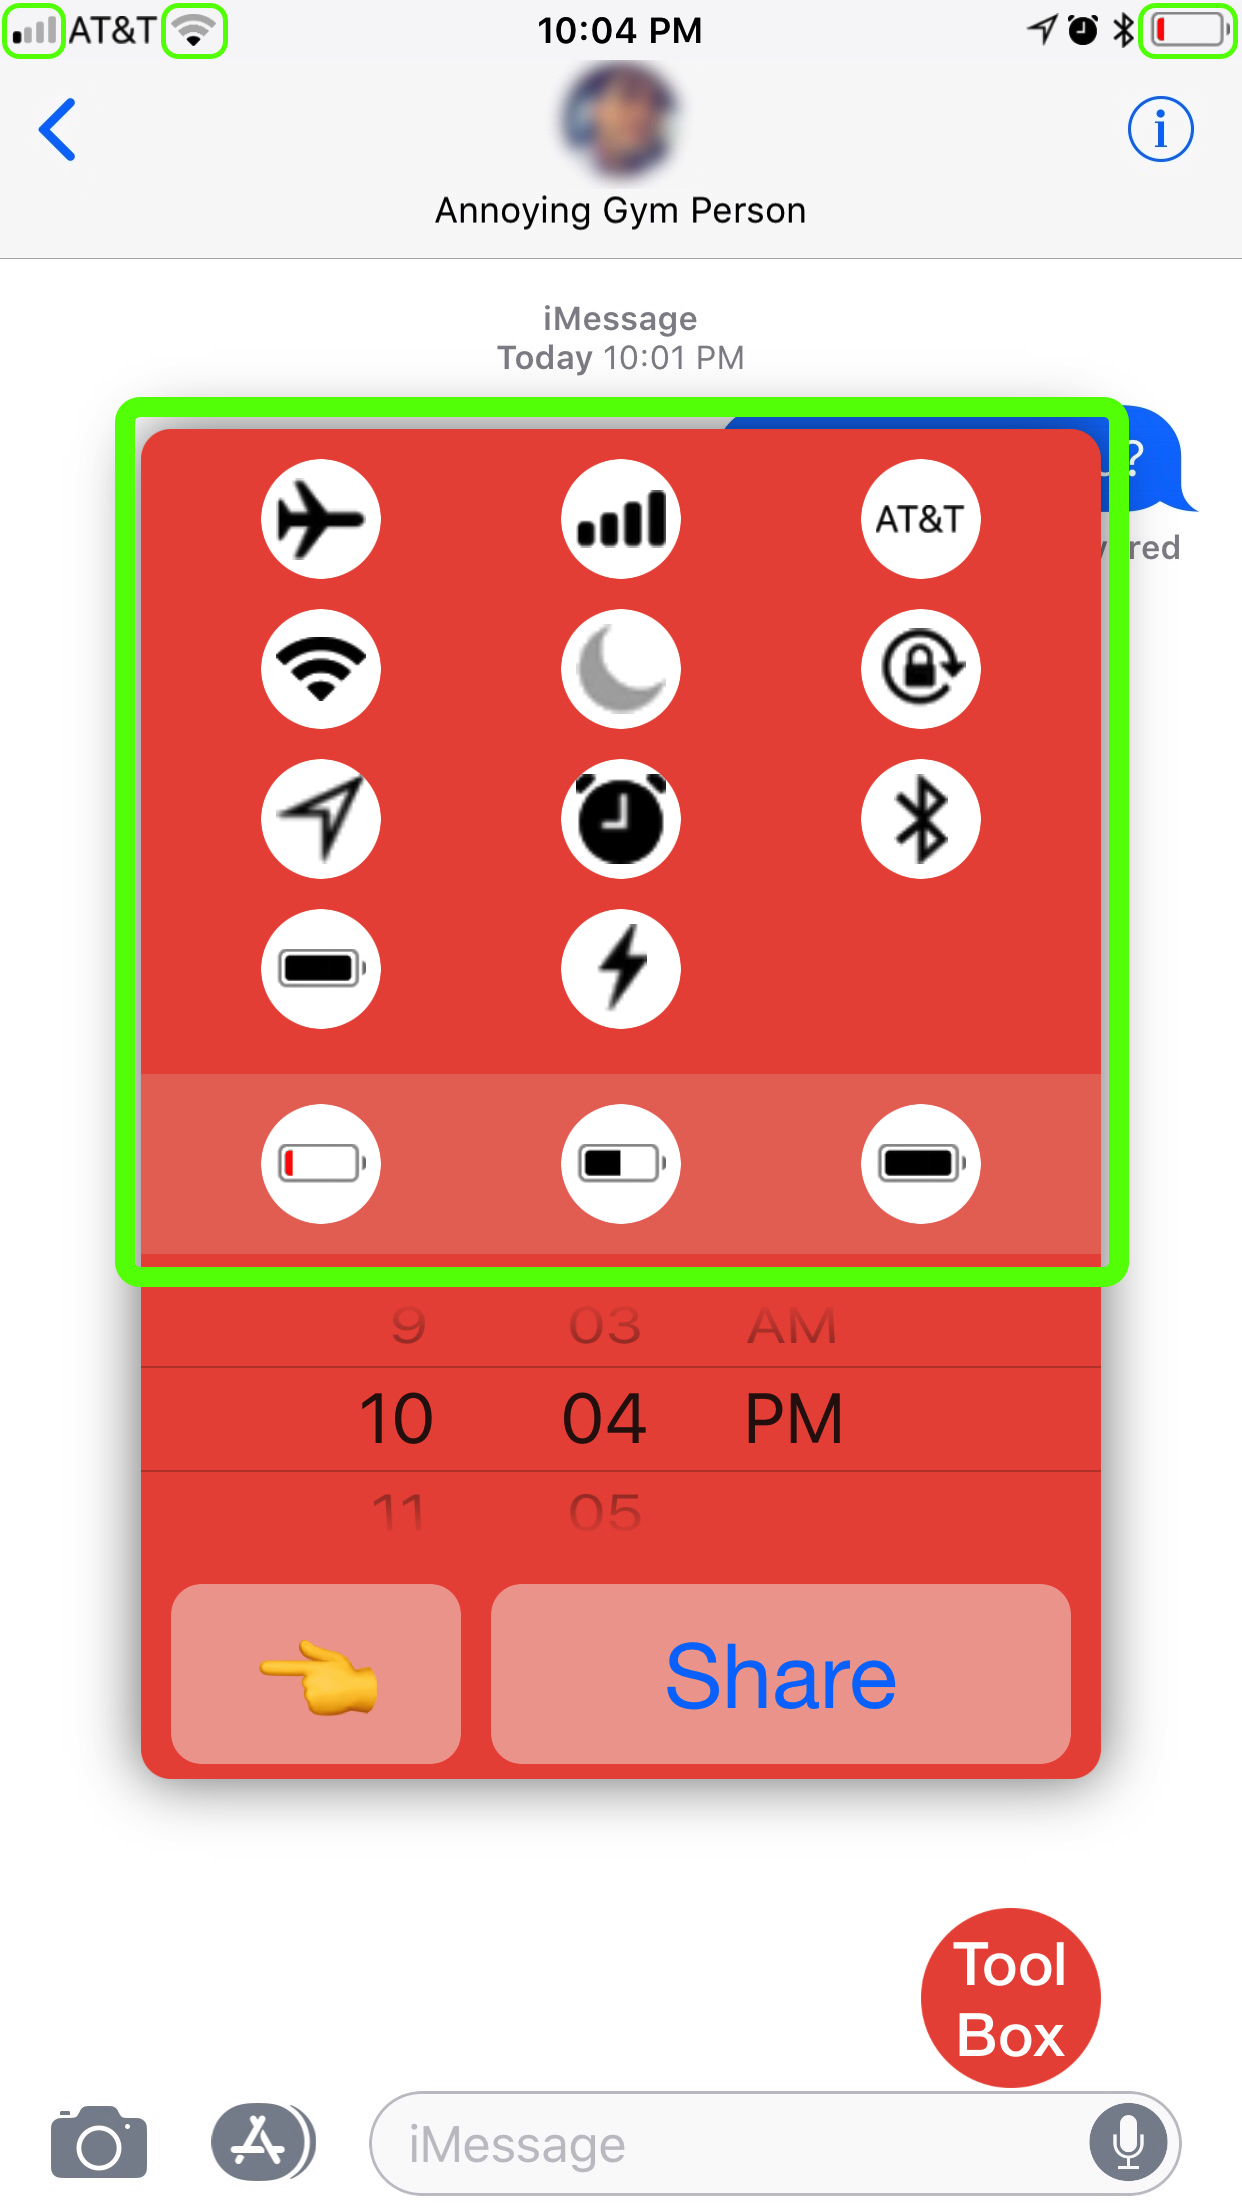 AT&T
10:04 PM
Annoying Gym Person
iMessage
Today 10:01 PM
?
AT&T
red
9 03 AM
10 04 PM
11 05
Share
Tool
Box
iMessage